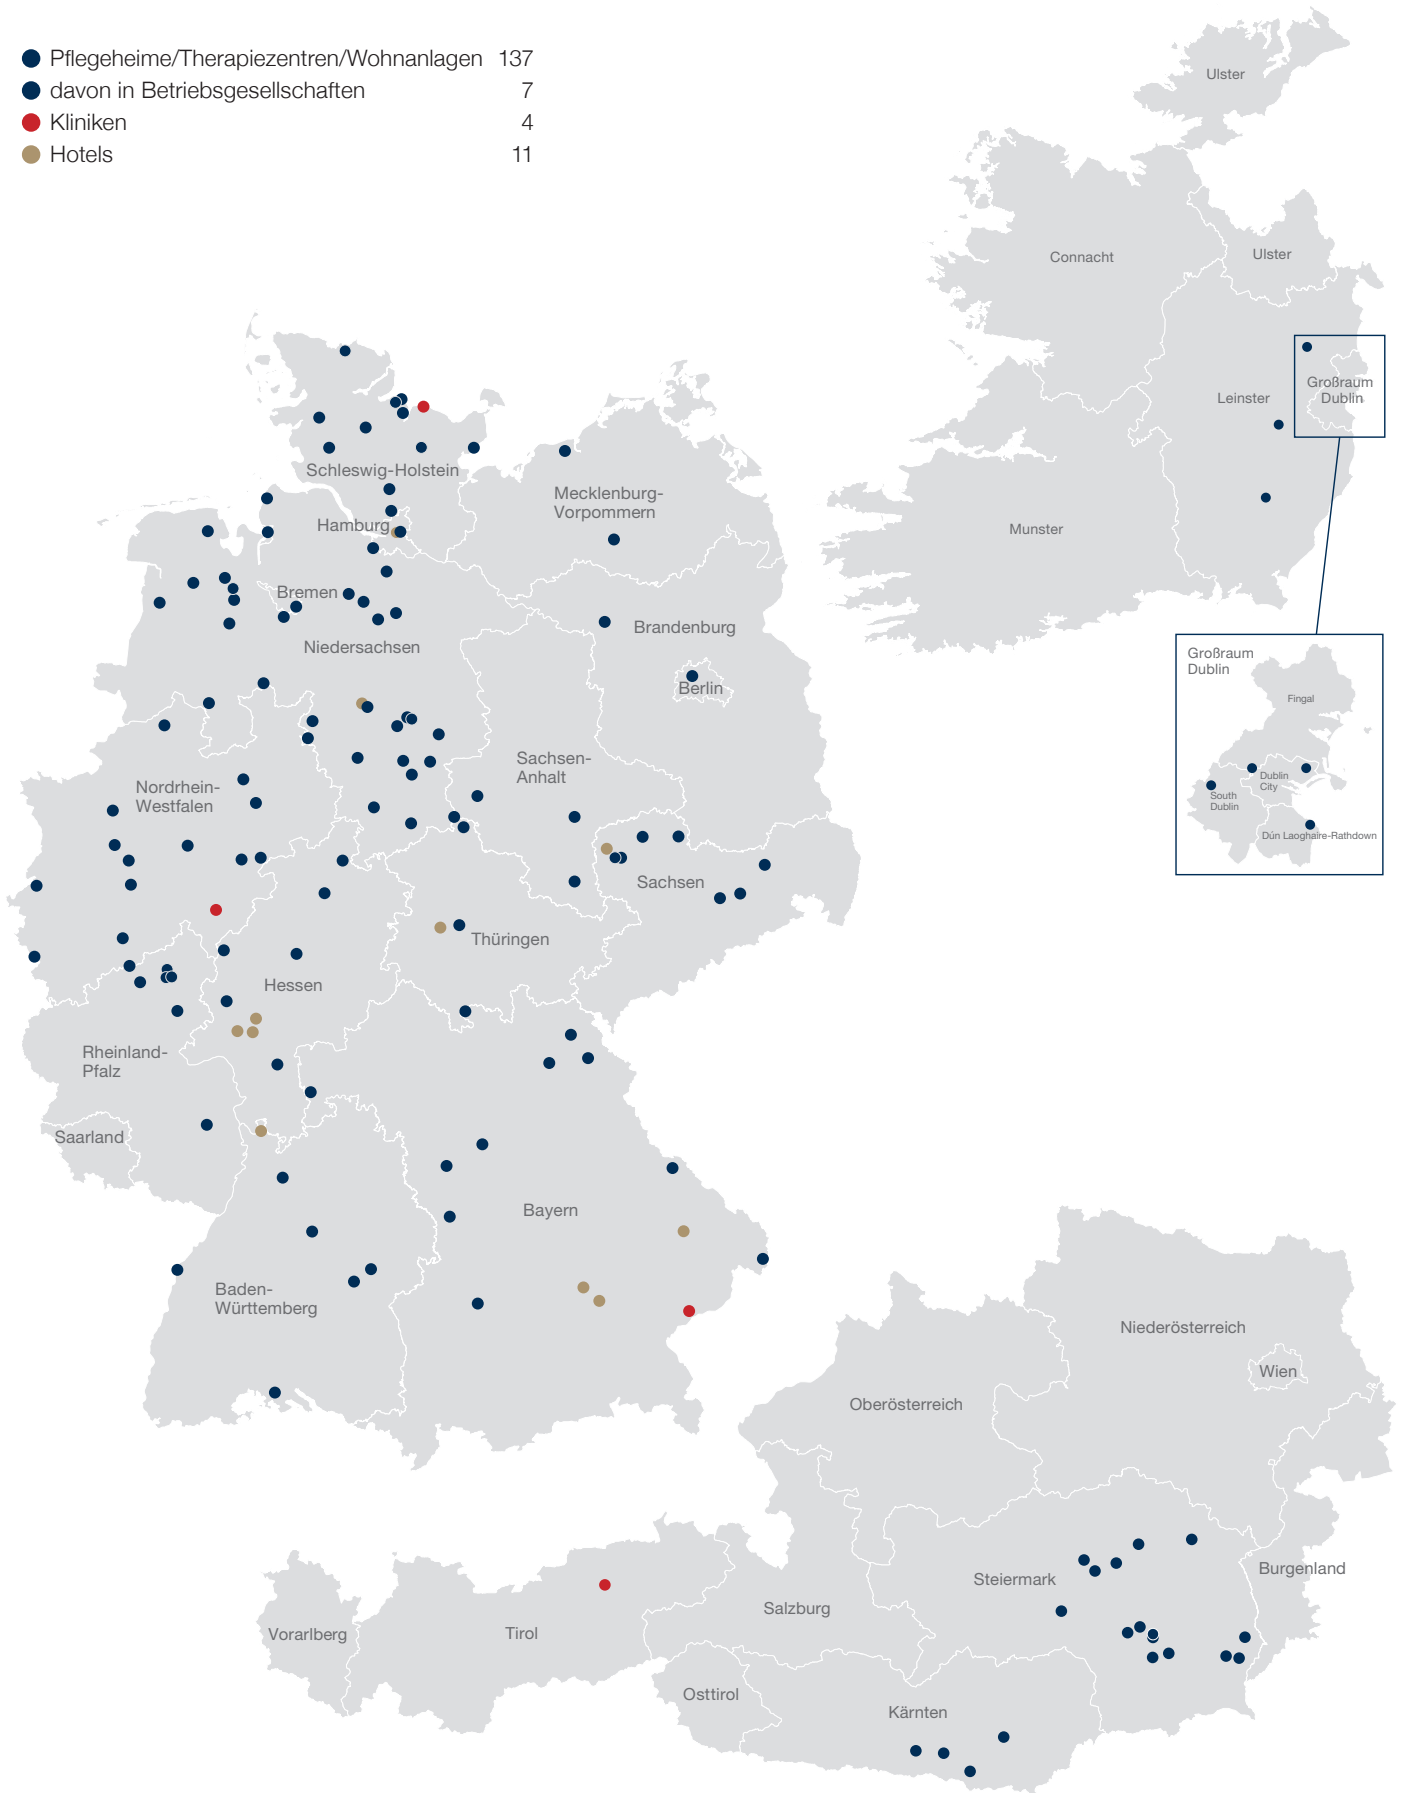 Pflegeheime/Therapiezentren/Wohnanlagen 137
davon in Betriebsgesellschaften 7
Kliniken 4
Hotels 11
Ulster
Connacht
Ulster
Leinster
Großraum
Dublin
Munster
Großraum
Dublin
Fingal
Dublin
City
South
Dublin
Dún Laoghaire-Rathdown
Schleswig-Holstein
Mecklenburg-
Vorpommern
Hamburg
Bremen
Niedersachsen
Brandenburg
Berlin
Sachsen-
Anhalt
Nordrhein-
Westfalen
Sachsen
Thüringen
Hessen
Rheinland-
Pfalz
Saarland
Bayern
Baden-
Württemberg
Niederösterreich
Wien
Oberösterreich
Burgenland
Steiermark
Salzburg
Vorarlberg
Tirol
Osttirol
Kärnten